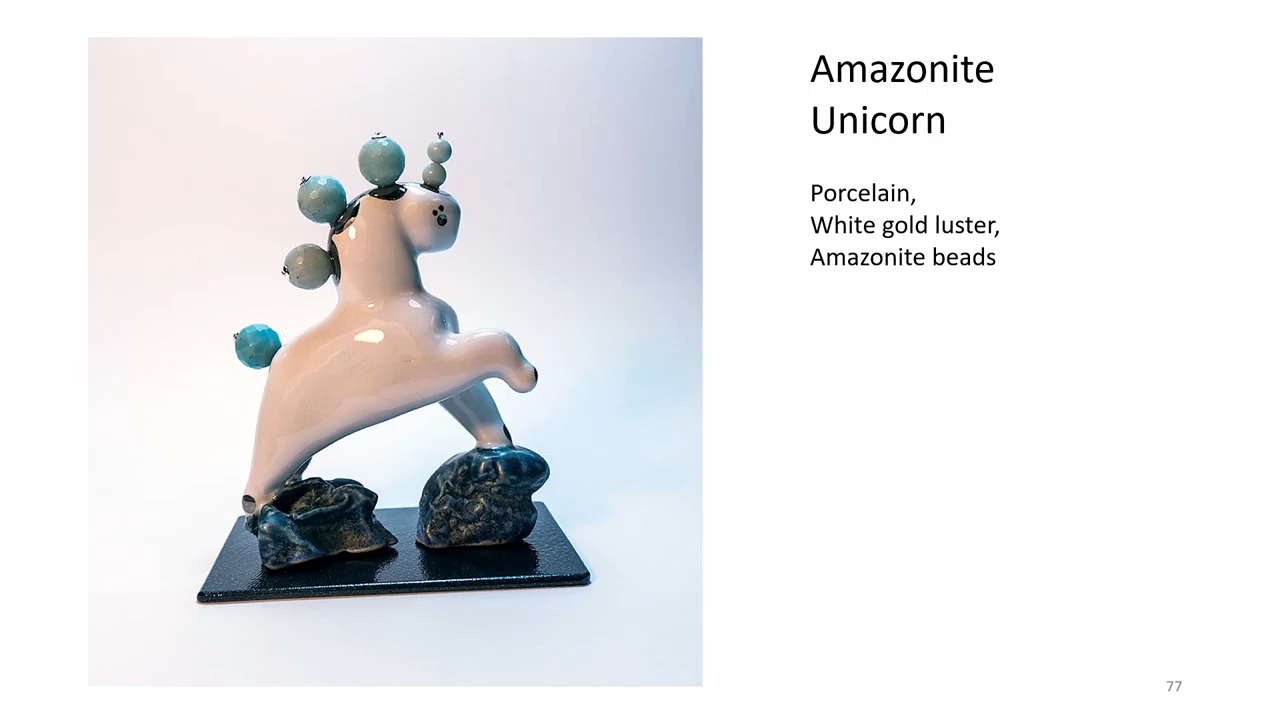 Amazonite
Unicorn
Porcelain,
White gold luster,
Amazonite beads
77